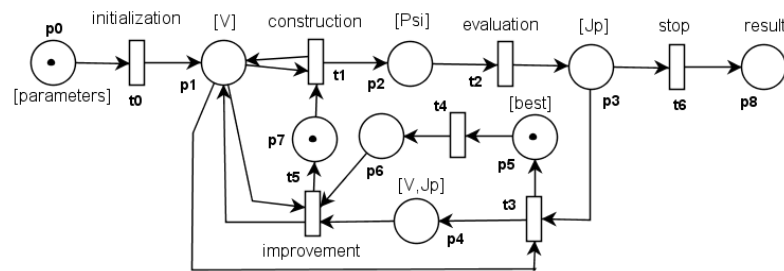 initialization
[V]
construction
[Psi]
evaluation
[Jp]
stop
result
p0
[parameters]
t0
p1
t1
p2
t2
p3
t6
p8
[best]
t4
p7
p6
p5
t5
[V,Jp]
t3
p4
improvement